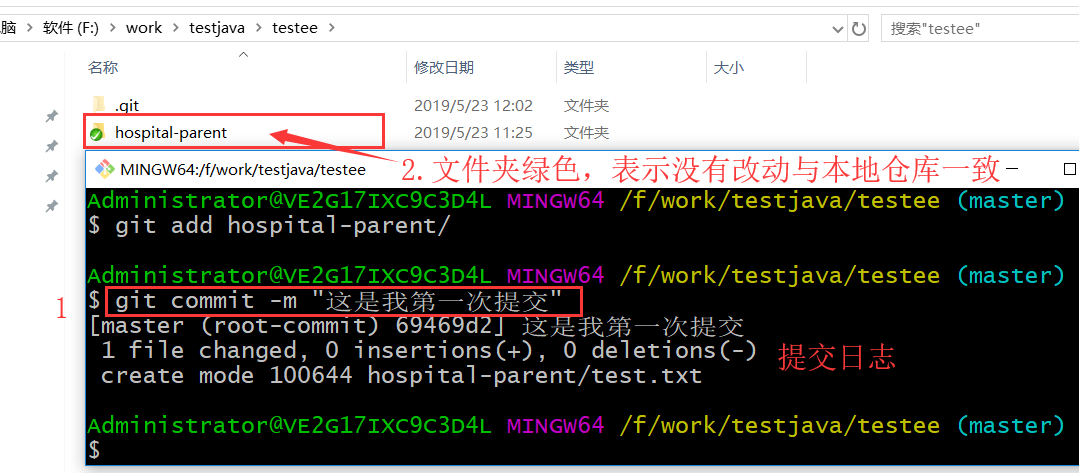 脑 > 软件 (F:) > work > testjava > testee >
搜索"testee"
名称 修改日期 类型 大小
.git 2019/5/23 12:02 文件夹
hospital-parent 2019/5/23 11:25 文件夹
MINGW64:/f/work/testjava/testee
2.文件夹绿色，表示没有改动与本地仓库一致
Administrator@VE2G17IXC9C3D4L MINGW64 /f/work/testjava/testee (master)
$ git add hospital-parent/
Administrator@VE2G17IXC9C3D4L MINGW64 /f/work/testjava/testee (master)
1
$ git commit -m "这是我第一次提交"
[master (root-commit) 69469d2] 这是我第一次提交
1 file changed, 0 insertions(+), 0 deletions(-)
提交日志
create mode 100644 hospital-parent/test.txt
Administrator@VE2G17IXC9C3D4L MINGW64 /f/work/testjava/testee (master)
$